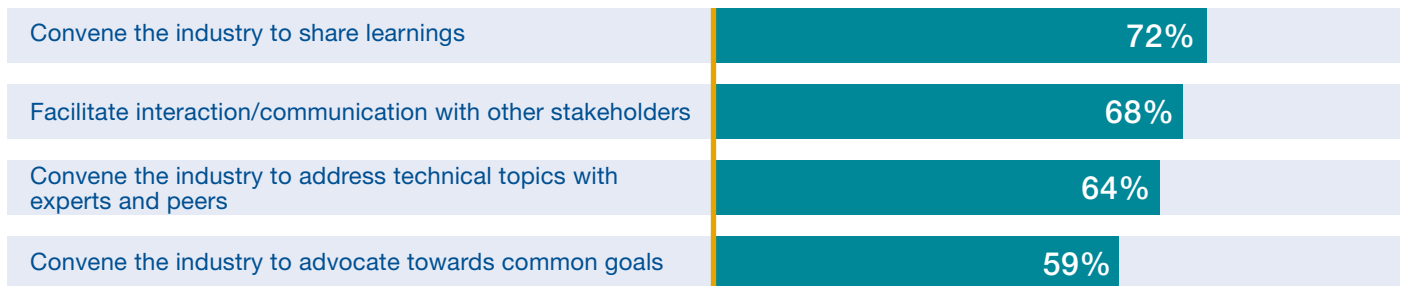 Convene the industry to share learnings
72%
Facilitate interaction/communication with other stakeholders
68%
Convene the industry to address technical topics with
experts and peers
64%
Convene the industry to advocate towards common goals
59%